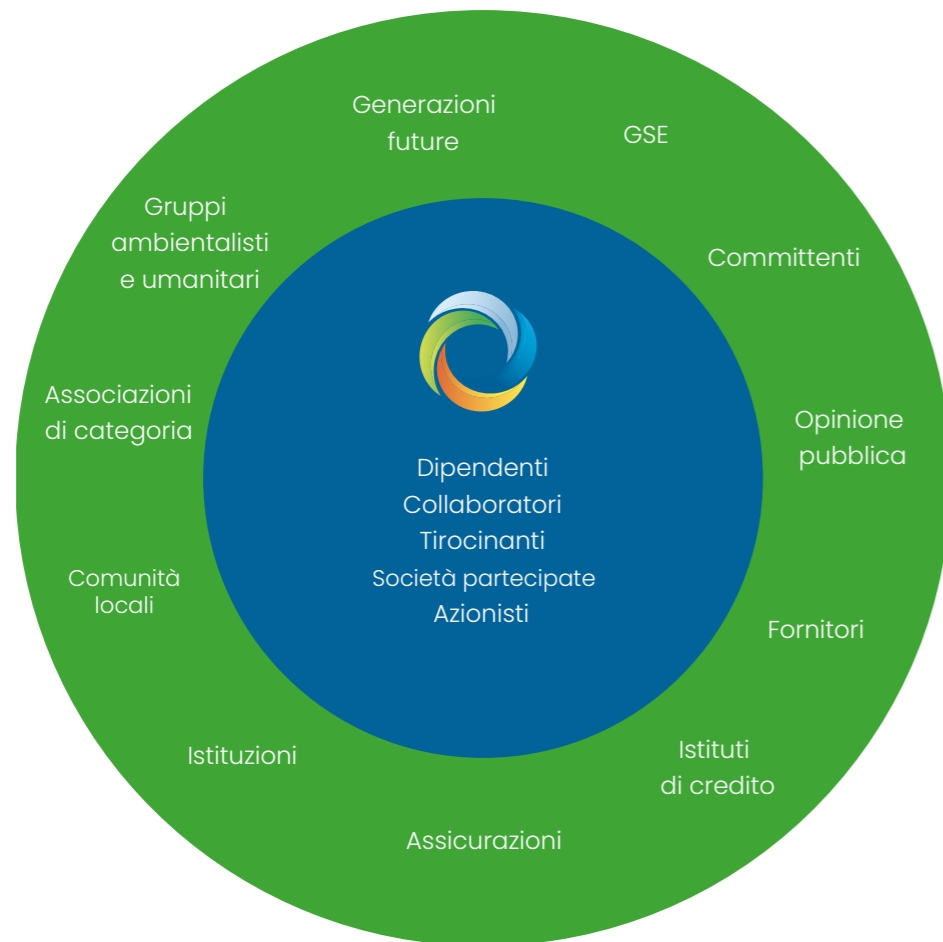 Generazioni
future
GSE
Gruppi
ambientalisti
e umanitari
Committenti
Associazioni
di categoria
Opinione
pubblica
Dipendenti
Collaboratori
Tirocinanti
Società partecipate
Azionisti
Comunità
locali
Fornitori
Istituzioni
Istituti
di credito
Assicurazioni